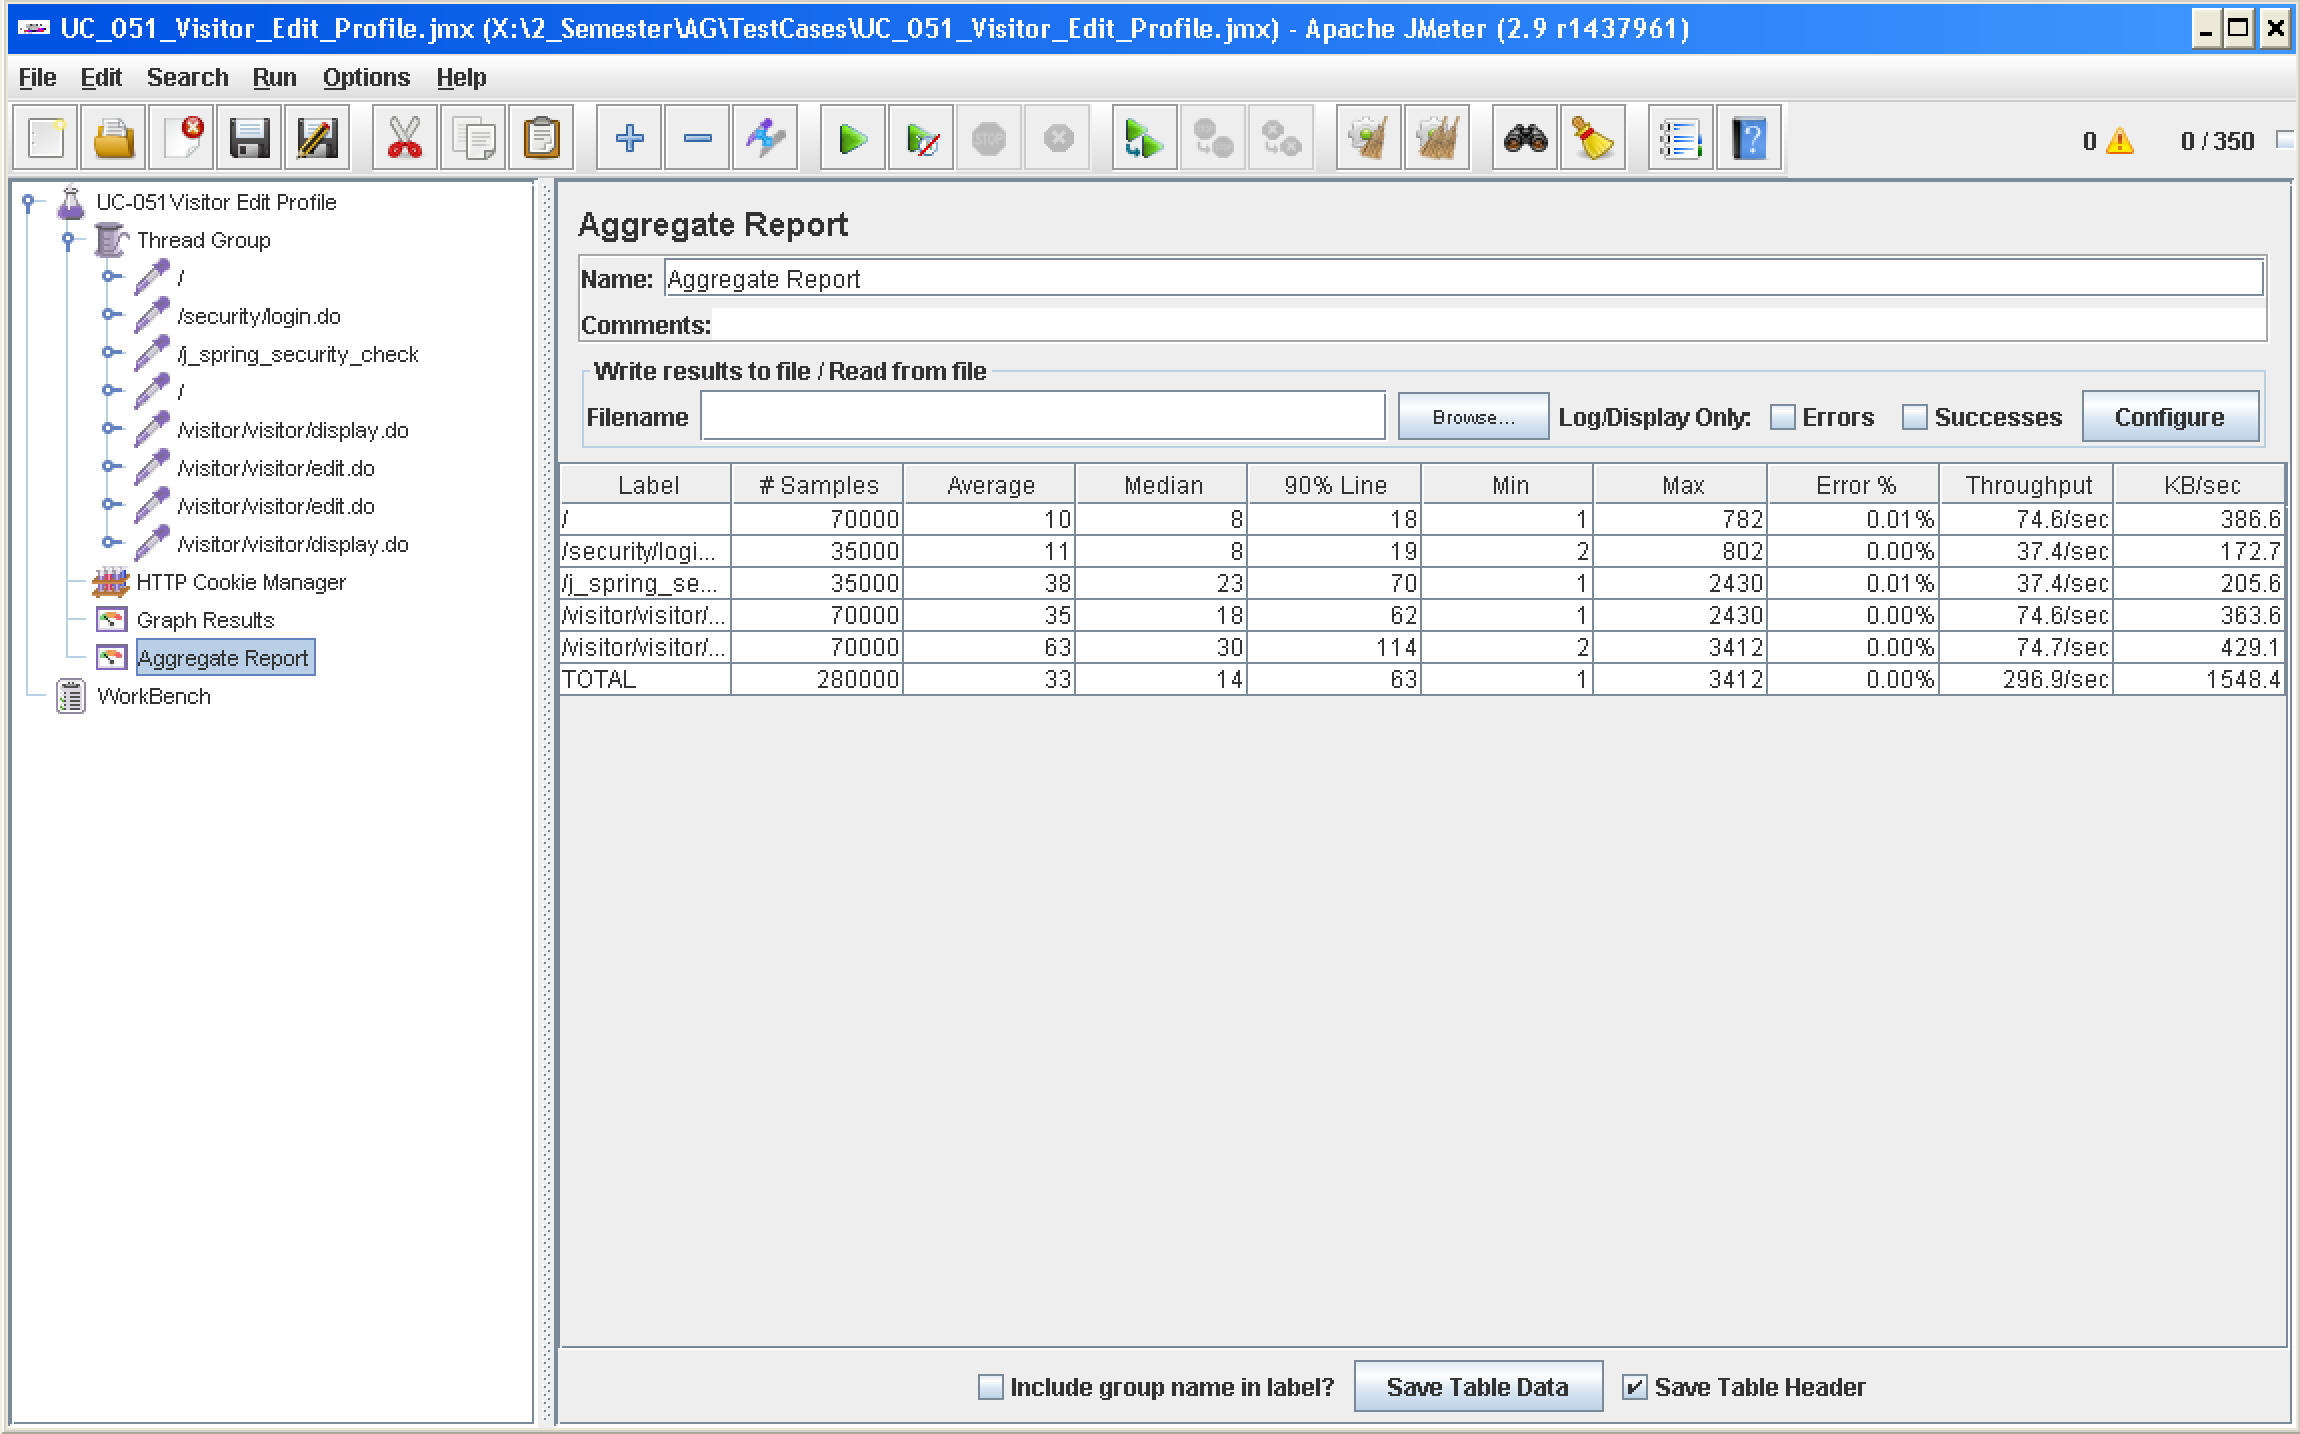 UC_051_Visitor_Edit_Profile.jmx (X:\2_Semester\AG\TestCases\UC_051_Visitor_Edit_Profile.jmx) - Apache JMeter (2.9 r1437961)
File Edit Search Run Options Help
STOP
0 0 / 350
UC-051 Visitor Edit Profile
Thread Group
/
/security/login.do
/j_spring_security_check
/
/visitor/visitor/display.do
/visitor/visitor/edit.do
/visitor/visitor/edit.do
/visitor/visitor/display.do
HTTP Cookie Manager
Graph Results
Aggregate Report
WorkBench
Aggregate Report
Name: Aggregate Report
Comments:
Write results to file / Read from file
Filename Browse... Log/Display Only: Errors Successes Configure
Label # Samples Average Median 90% Line Min Max Error % Throughput KB/sec
/ 70000 10 8 18 1 782 0.01% 74.6/sec 386.6
/security/logi... 35000 11 8 19 2 802 0.00% 37.4/sec 172.7
/j_spring_se... 35000 38 23 70 1 2430 0.01% 37.4/sec 205.6
/visitor/visitor/... 70000 35 18 62 1 2430 0.00% 74.6/sec 363.6
/visitor/visitor/... 70000 63 30 114 2 3412 0.00% 74.7/sec 429.1
TOTAL 280000 33 14 63 1 3412 0.00% 296.9/sec 1548.4
Include group name in label? Save Table Data Save Table Header